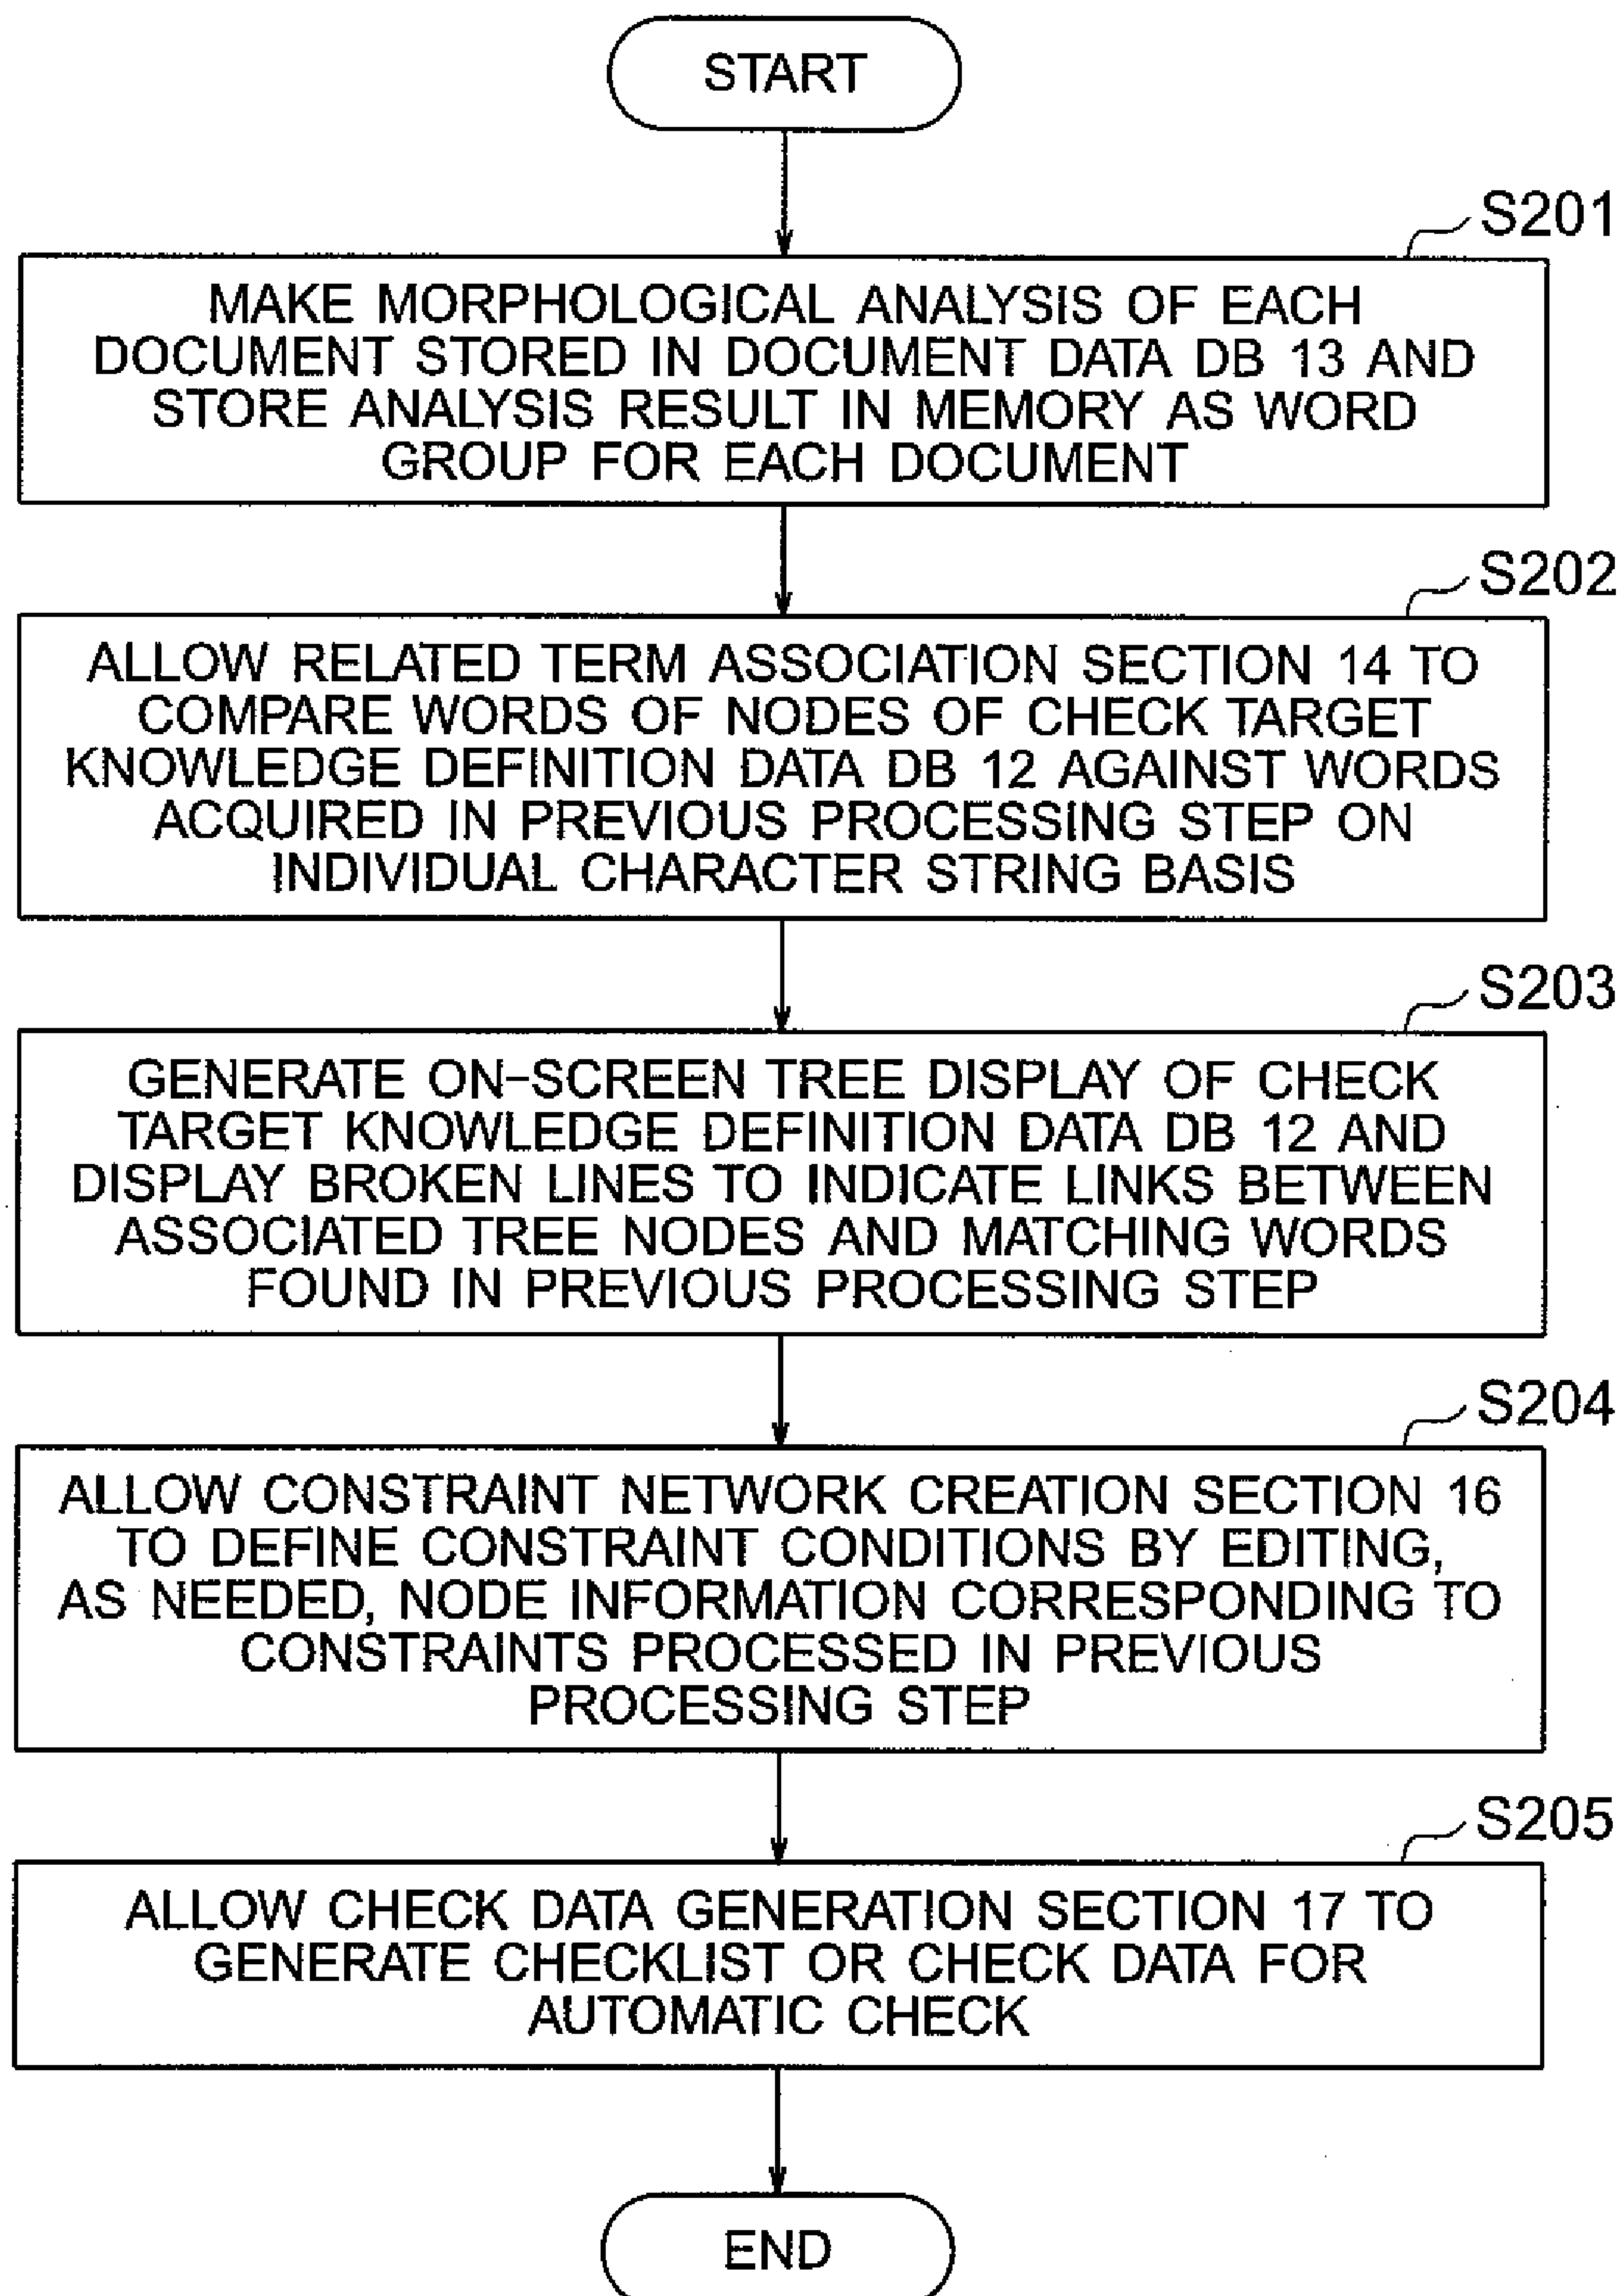 START
S201
MAKE MORPHOLOGICAL ANALYSIS OF EACH
DOCUMENT STORED IN DOCUMENT DATA DB 13 AND
STORE ANALYSIS RESULT IN MEMORY AS WORD
GROUP FOR EACH DOCUMENT
S202
ALLOW RELATED TERM ASSOCIATION SECTION 14 TO
COMPARE WORDS OF NODES OF CHECK TARGET
KNOWLEDGE DEFINITION DATA DB 12 AGAINST WORDS
ACQUIRED IN PREVIOUS PROCESSING STEP ON
INDIVIDUAL CHARACTER STRING BASIS
S203
GENERATE ON-SCREEN TREE DISPLAY OF CHECK
TARGET KNOWLEDGE DEFINITION DATA DB 12 AND
DISPLAY BROKEN LINES TO INDICATE LINKS BETWEEN
ASSOCIATED TREE NODES AND MATCHING WORDS
FOUND IN PREVIOUS PROCESSING STEP
S204
ALLOW CONSTRAINT NETWORK CREATION SECTION 16
TO DEFINE CONSTRAINT CONDITIONS BY EDITING,
AS NEEDED, NODE INFORMATION CORRESPONDING TO
CONSTRAINTS PROCESSED IN PREVIOUS
PROCESSING STEP
S205
ALLOW CHECK DATA GENERATION SECTION 17 TO
GENERATE CHECKLIST OR CHECK DATA FOR
AUTOMATIC CHECK
END